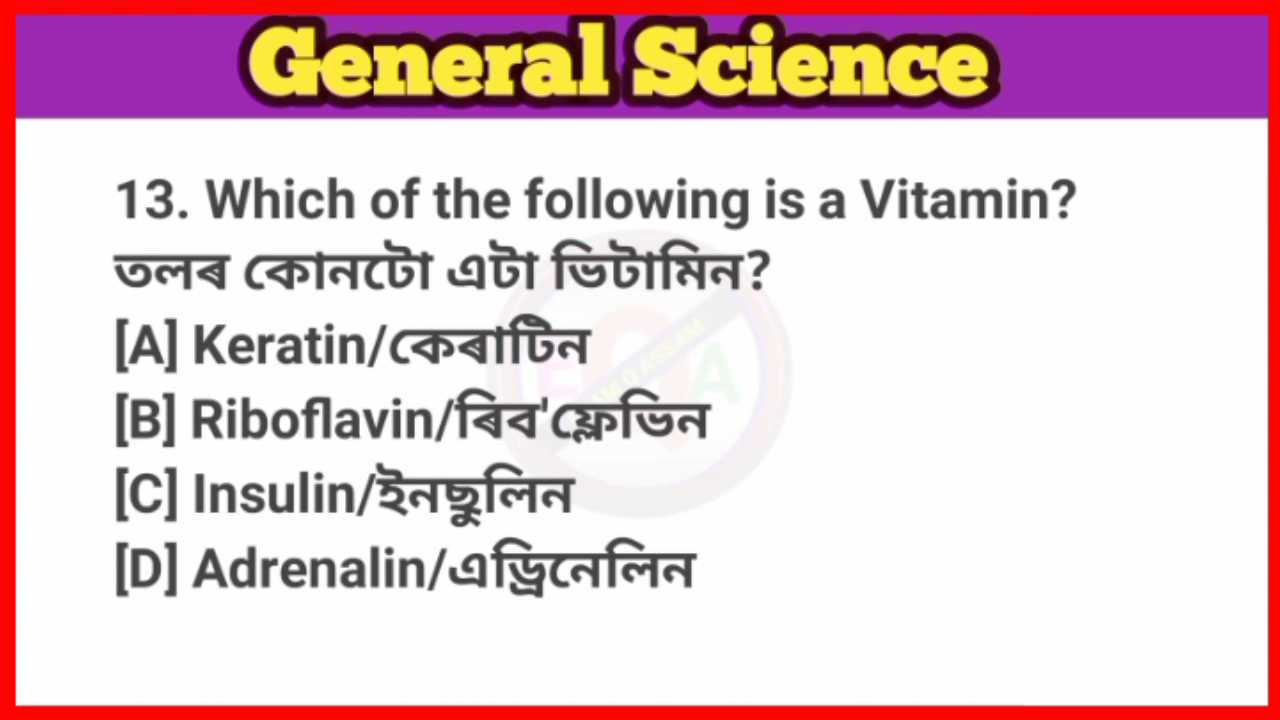 General Science
13. Which of the following is a Vitamin?
তলৰ কোনটো এটা ভিটামিন?
[A] Keratin/কেৰাটিন
[B] Riboflavin/ৰিব'ফ্লেভিন
[C] Insulin/ইনছুলিন
[D] Adrenalin/এড্ৰিনেলিন